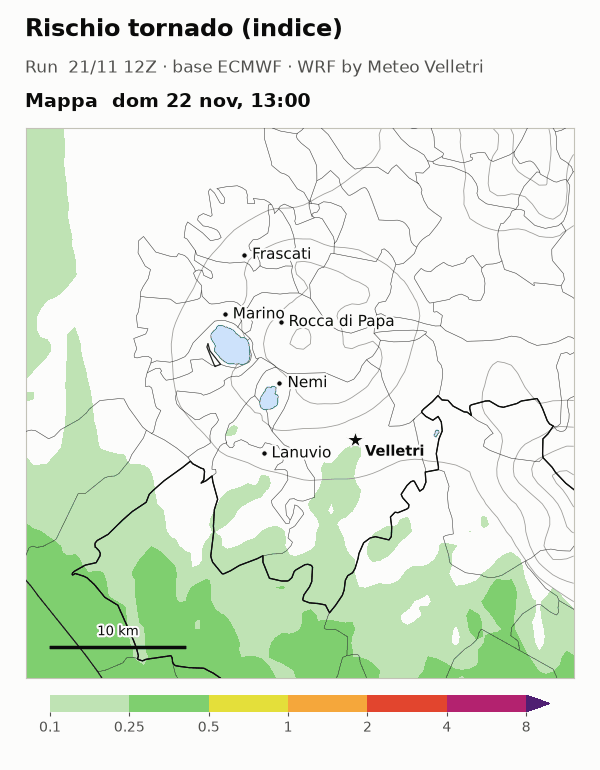 Rischio tornado (indice)
Run  21/11 12Z · base ECMWF · WRF by Meteo Velletri
Mappa  dom 22 nov, 13:00
Frascati
Marino
Rocca di Papa
Nemi
Velletri
Lanuvio
10 km
0.1 0.25 0.5 1 2 4 8